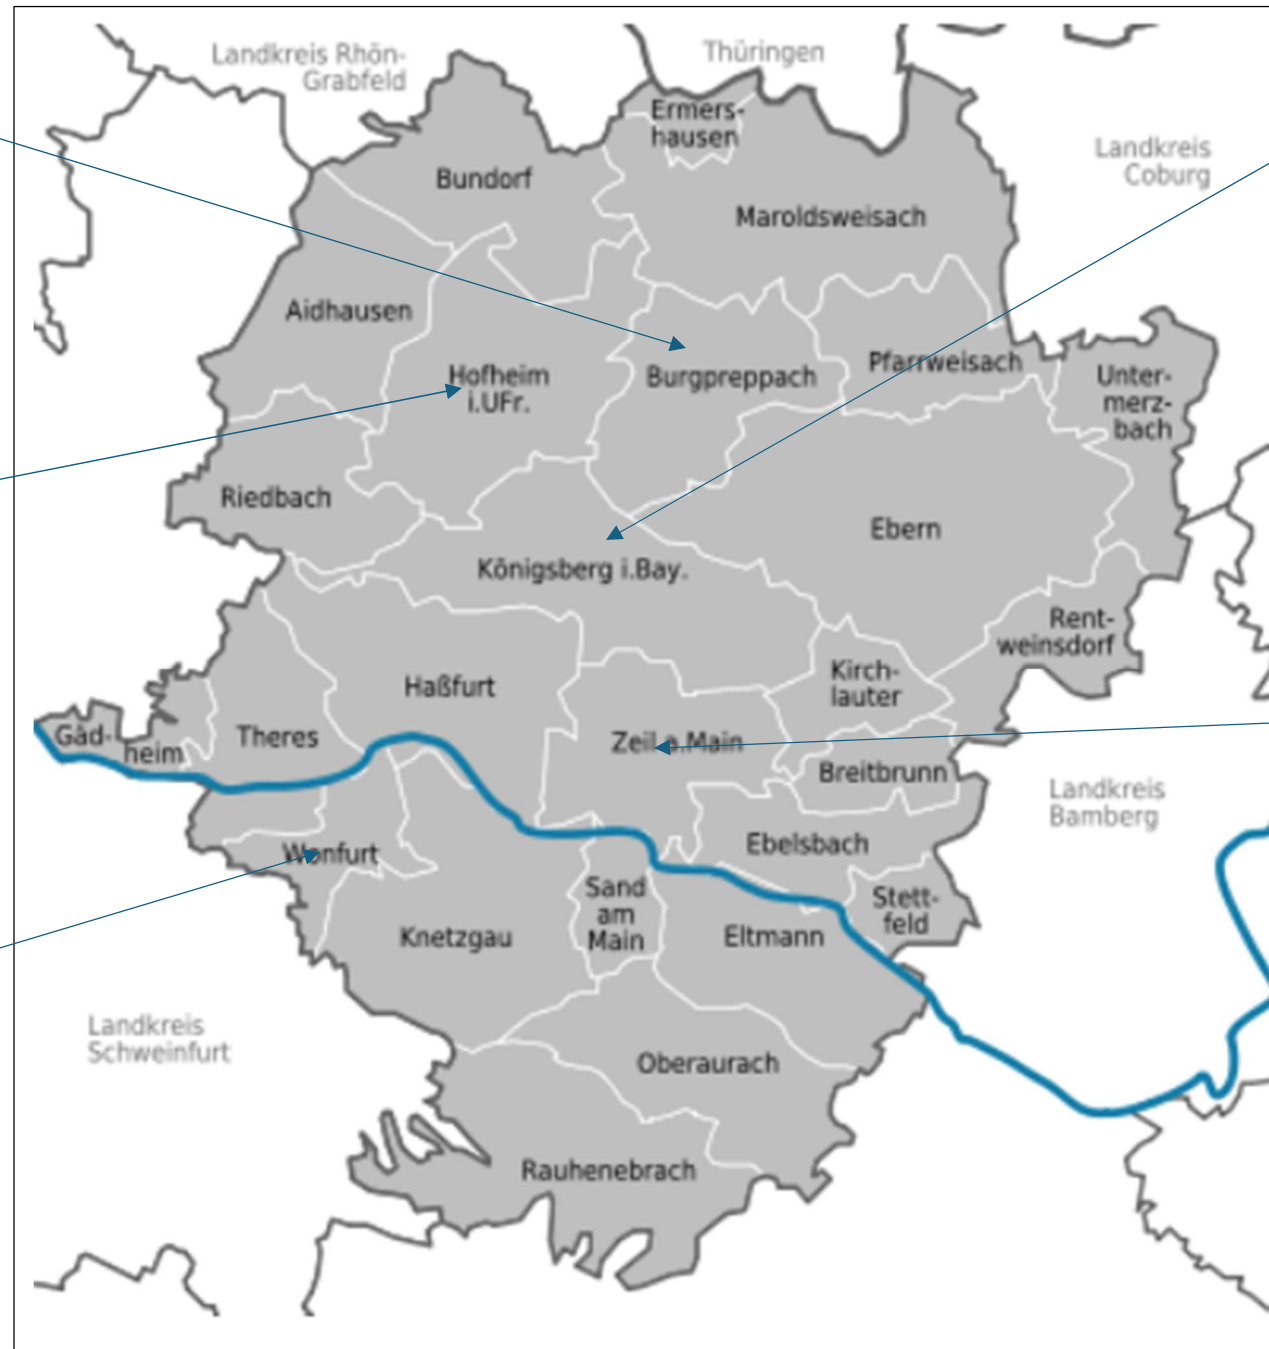 Landkreis Rhön-
Grabfeld
Thüringen
Landkreis
Coburg
Ermers-
hausen
Bundorf
Maroldsweisach
Aidhausen
Hofheim
i.UFr.
Burgpreppach
Pfarrweisach
Unter-
merz-
bach
Riedbach
Ebern
Königsberg i.Bay.
Rent-
weinsdorf
Haßfurt
Kirch-
lauter
Gäd-
heim
Theres
Zeil a.Main
Breitbrunn
Landkreis
Bamberg
Wonfurt
Ebelsbach
Sand
am
Main
Stett-
feld
Knetzgau
Eltmann
Landkreis
Schweinfurt
Oberaurach
Rauhenebrach